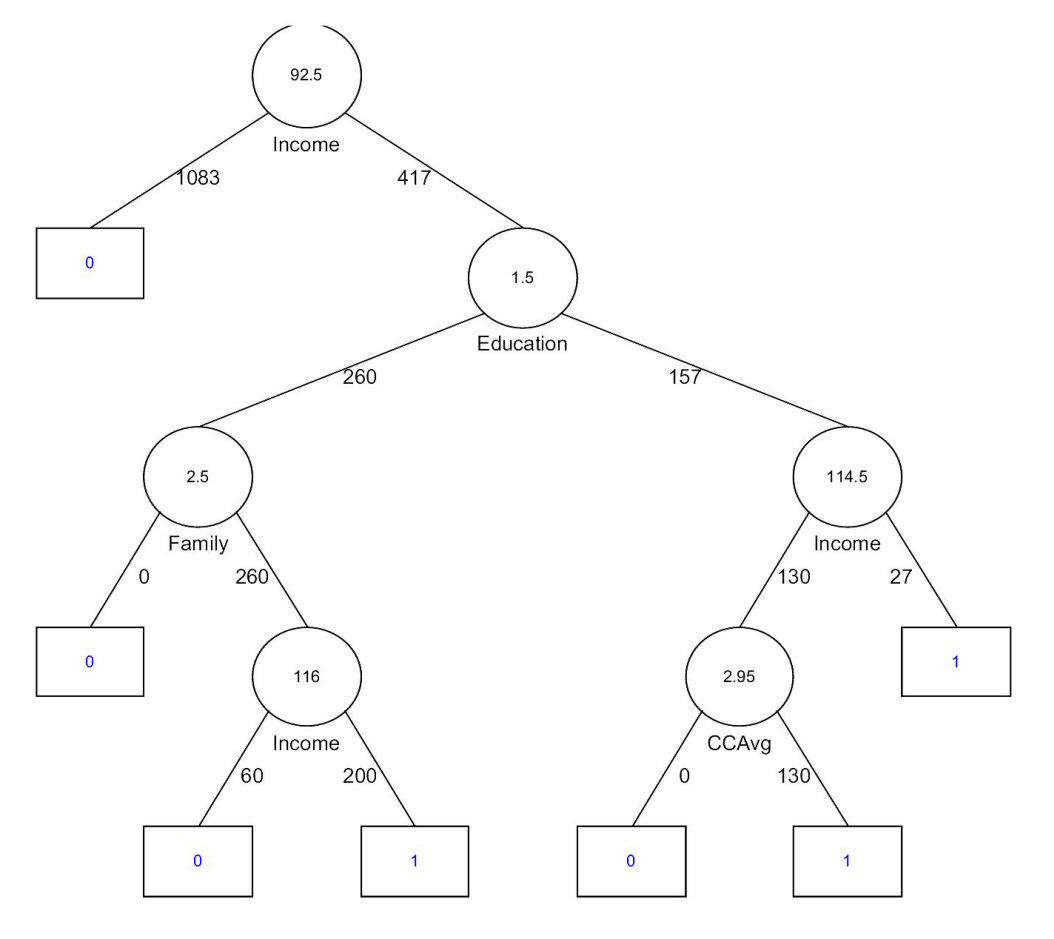 92.5
Income
1083 417
0
1.5
Education
260 157
2.5 114.5
Family Income
0 260 130 27
0 116 2.95 1
Income CCAvg
60 200 0 130
0 1 0 1